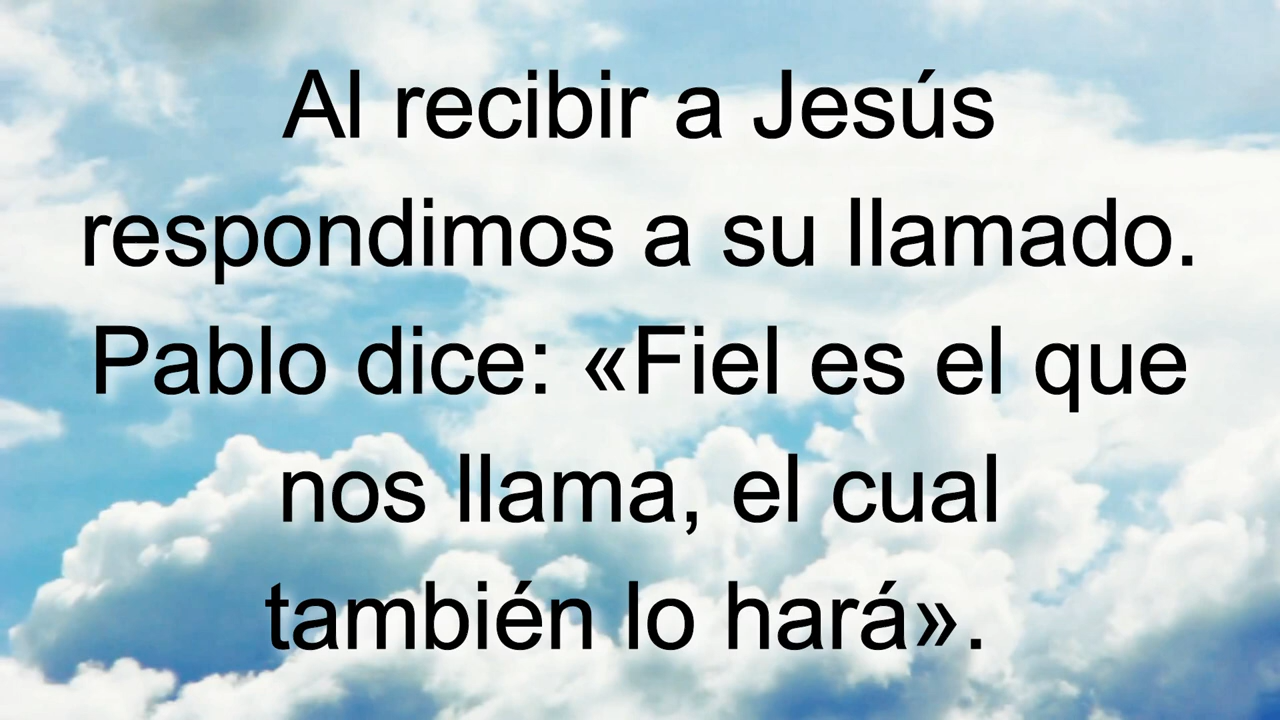 Al recibir a Jesús
respondimos a su llamado.
Pablo dice: «Fiel es el que
nos llama, el cual
también lo hará».